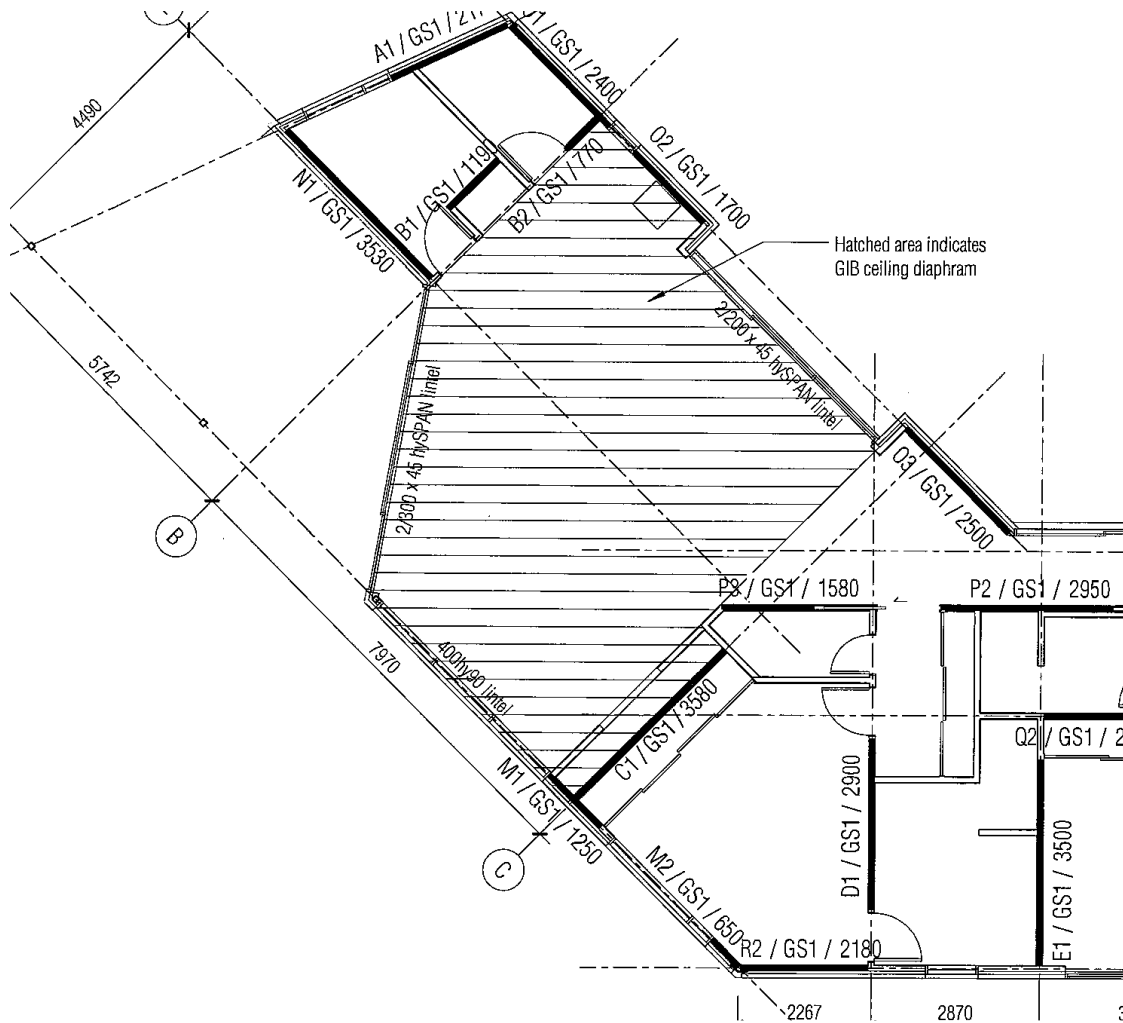 A1 / GS1 / 21
O1 / GS1 / 2400
4490
O2 / GS1 / 1700
B1 / GS1 / 1190
B2 / GS1 / 770
N1 / GS1 / 3530
Hatched area indicates
GIB ceiling diaphram
2/200 x 45 hySPAN lintel
5742
2/300 x 45 hySPAN lintel
O3 / GS1 / 2500
B
P3 / GS1 / 1580
P2 / GS1 / 2950
400hy90 lintel
7970
C1 / GS1 / 3580
Q2 / GS1 / 2
M1 / GS1 / 1250
D1 / GS1 / 2900
E1 / GS1 / 3500
C
M2 / GS1 / 650
R2 / GS1 / 2180
2267
2870